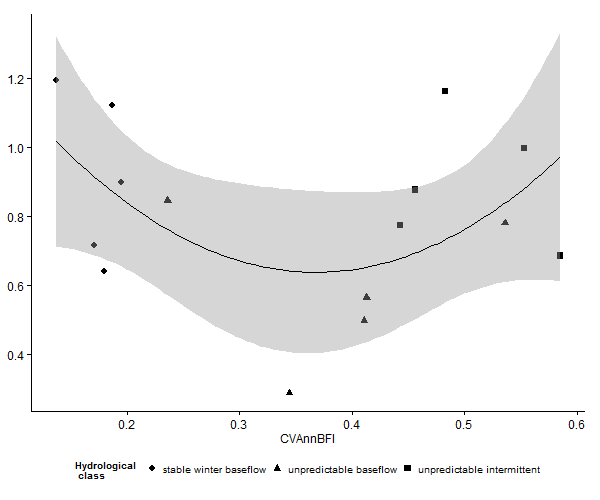 1.2
1.0
0.8
0.6
0.4
0.2 0.3 0.4 0.5 0.6
CVAnnBFI
Hydrological
class
stable winter baseflow unpredictable baseflow unpredictable intermittent